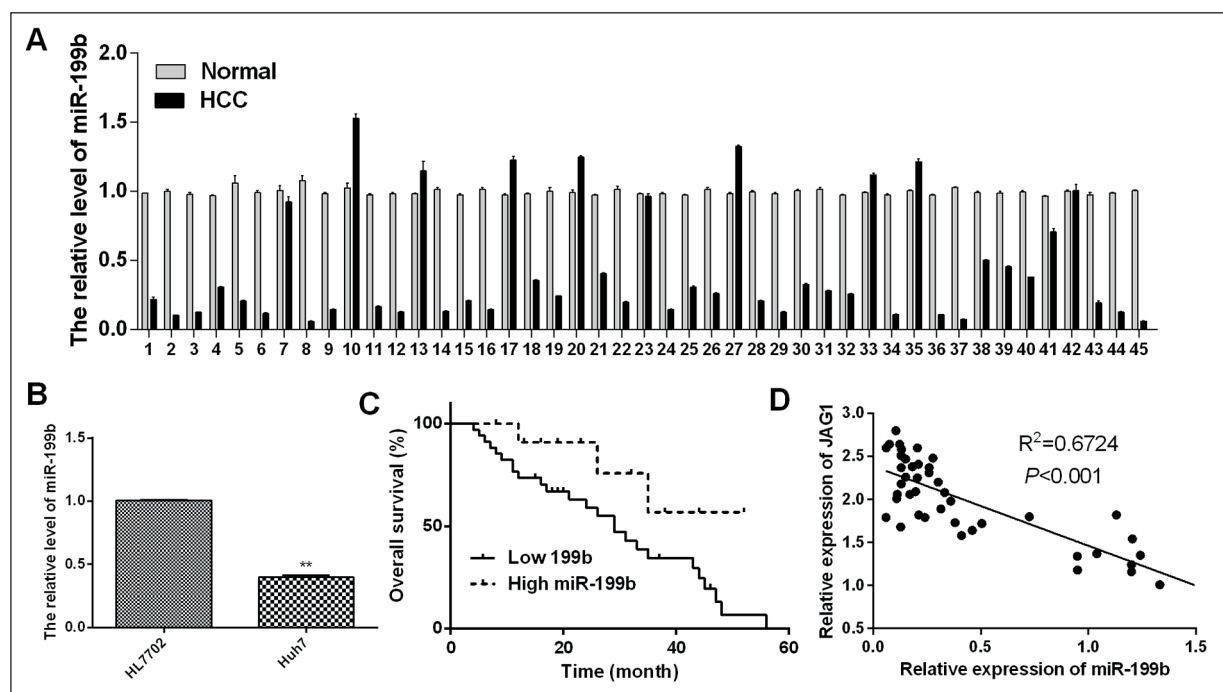 A
The relative level of miR-199b
2.0
1.5
1.0
0.5
0.0
Normal
HCC
1 2 3 4 5 6 7 8 9 10 11 12 13 14 15 16 17 18 19 20 21 22 23 24 25 26 27 28 29 30 31 32 33 34 35 36 37 38 39 40 41 42 43 44 45
B
The relative level of miR-199b
1.5
1.0
0.5
0.0
HL7702
**
Huh7
C
Overall survival (%)
100
50
0
Low 199b
High miR-199b
0 20 40 60
Time (month)
D
Relative expression of JAG1
3.0
2.5
2.0
1.5
1.0
0.5
R²=0.6724
P<0.001
0.0 0.5 1.0 1.5
Relative expression of miR-199b